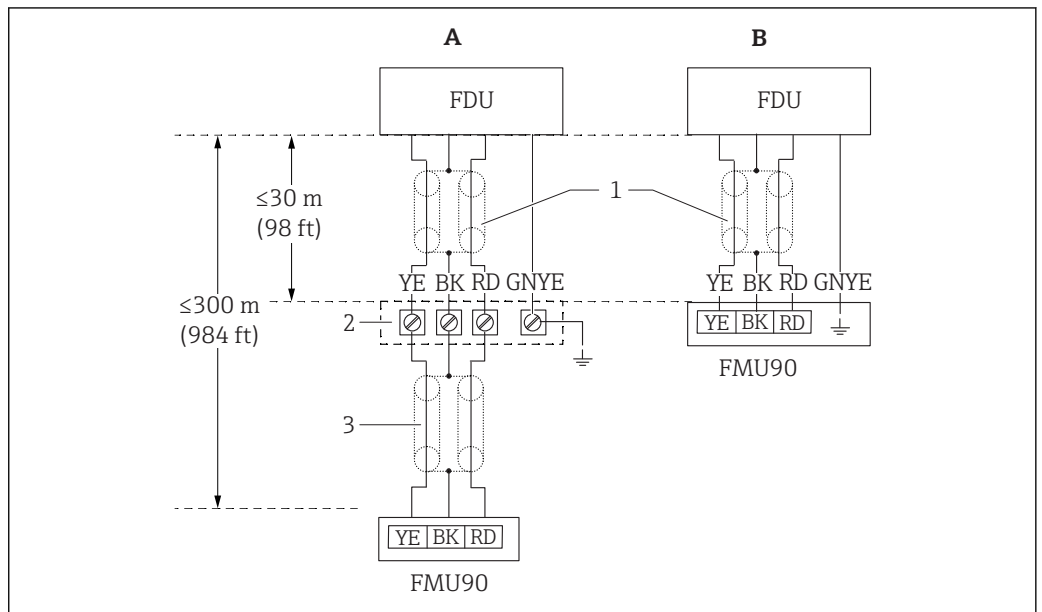 A B
FDU FDU
≤30 m
(98 ft)
1
≤300 m
(984 ft)
YE BK RD GNYE YE BK RD GNYE
2
YE BK RD
FMU90
3
YE BK RD
FMU90